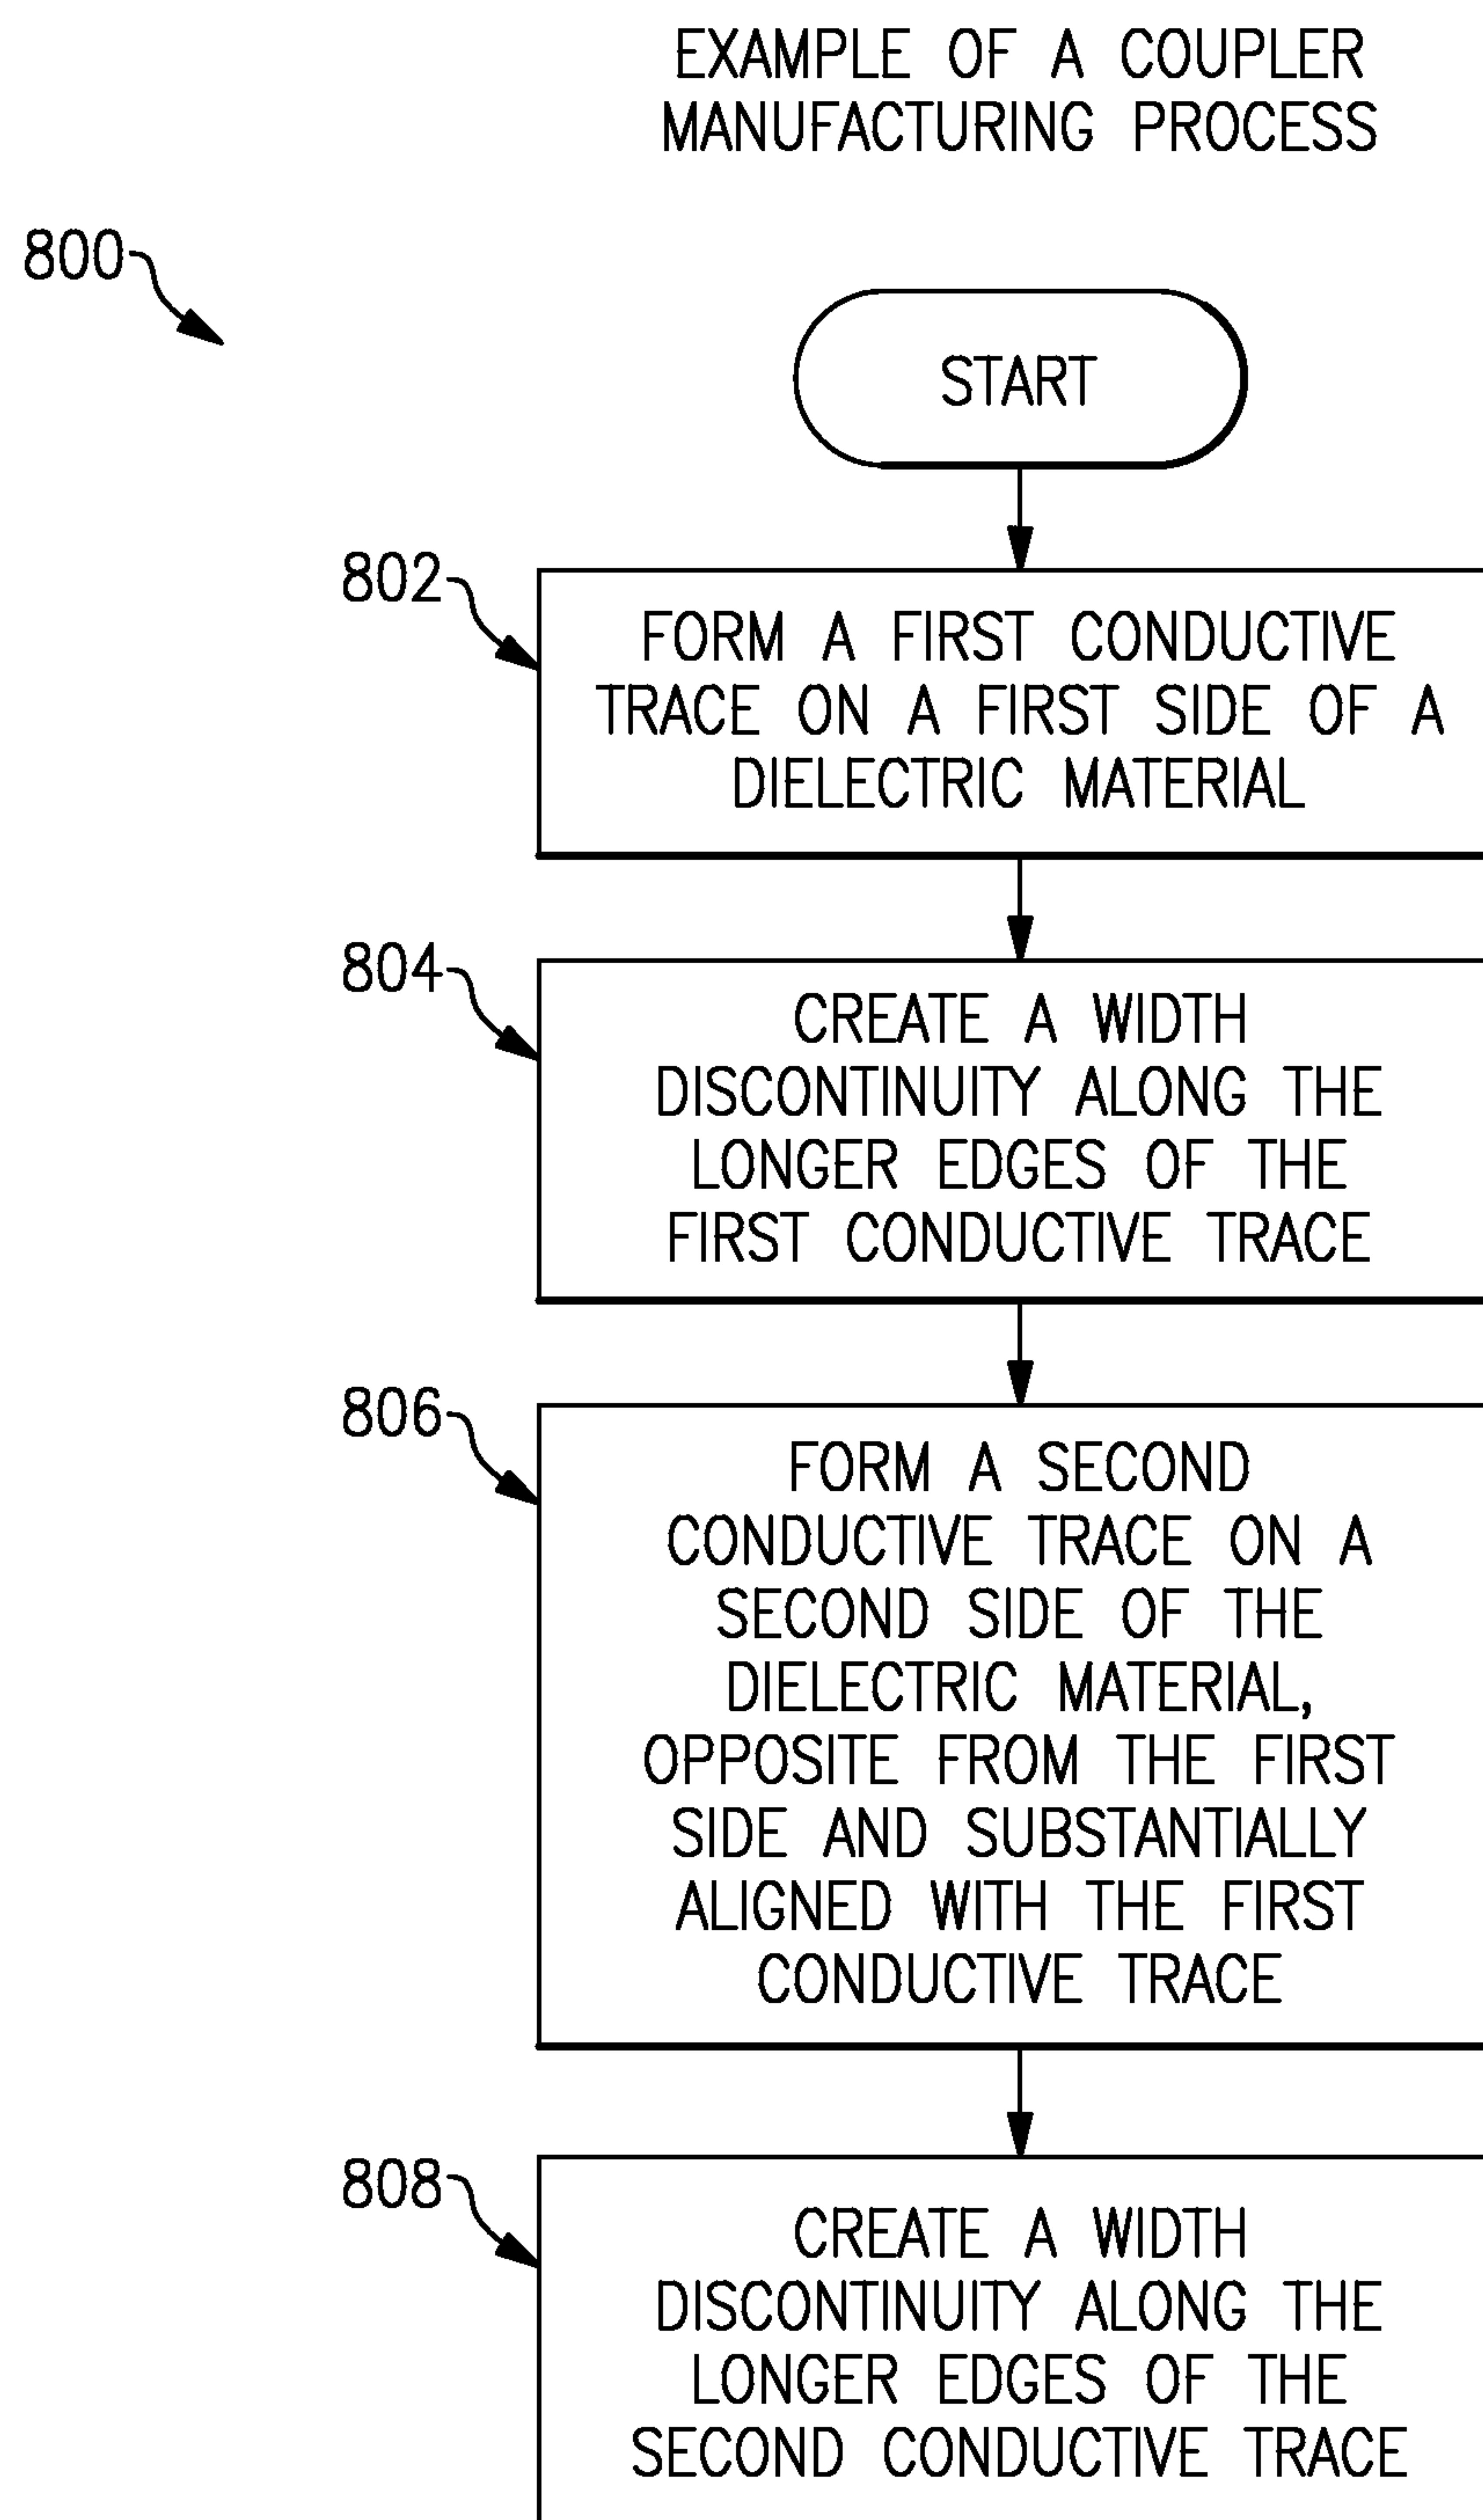 EXAMPLE OF A COUPLER
MANUFACTURING PROCESS
800
START
802
FORM A FIRST CONDUCTIVE
TRACE ON A FIRST SIDE OF A
DIELECTRIC MATERIAL
804
CREATE A WIDTH
DISCONTINUITY ALONG THE
LONGER EDGES OF THE
FIRST CONDUCTIVE TRACE
806
FORM A SECOND
CONDUCTIVE TRACE ON A
SECOND SIDE OF THE
DIELECTRIC MATERIAL,
OPPOSITE FROM THE FIRST
SIDE AND SUBSTANTIALLY
ALIGNED WITH THE FIRST
CONDUCTIVE TRACE
808
CREATE A WIDTH
DISCONTINUITY ALONG THE
LONGER EDGES OF THE
SECOND CONDUCTIVE TRACE